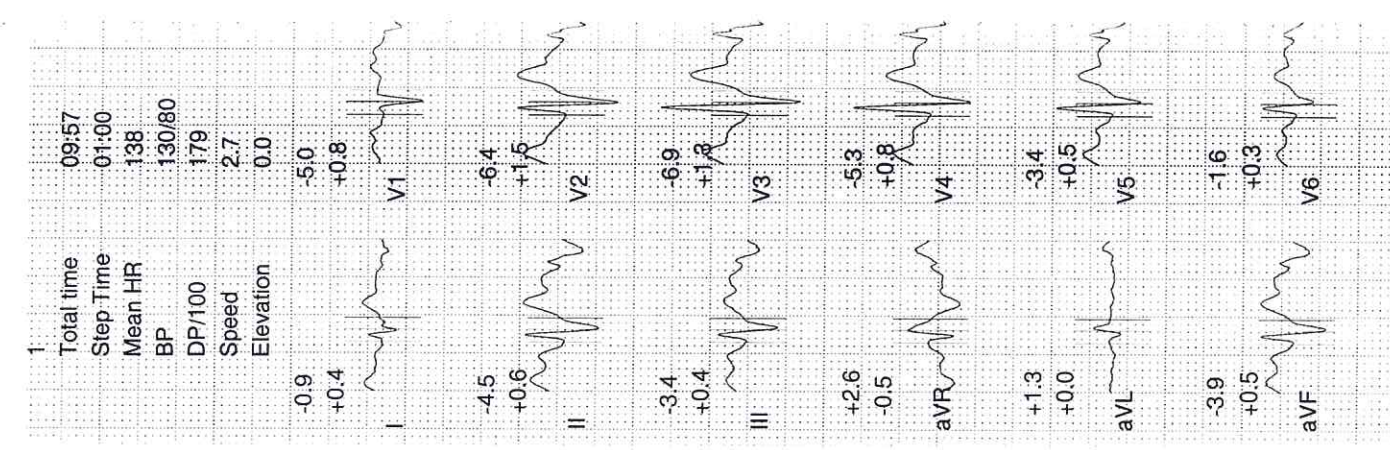 1
Total time 09:57
Step Time 01:00
Mean HR 138
BP 130/80
DP/100 179
Speed 2.7
Elevation 0.0
-0.9 -5.0
+0.4 +0.8
I V1
-4.5 -6.4
+0.6 +1.5
II V2
-3.4 -6.9
+0.4
III V3
+2.6 -5.3
-0.5 +0.8
aVR V4
+1.3 -3.4
+0.0 +0.5
aVL V5
-3.9 -1.6
+0.5 +0.3
aVF V6